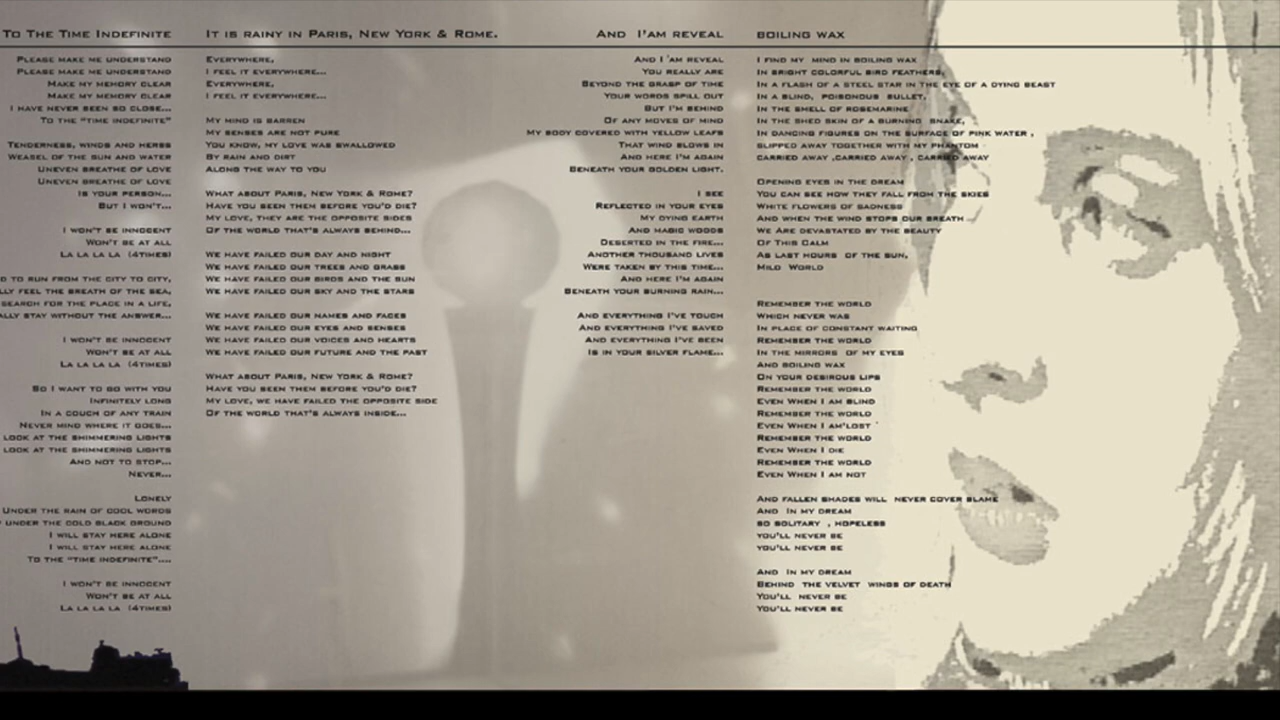 To The Time Indefinite
Please make me understand
Please make me understand
Make my memory clear
Make my memory clear
I have never been so close...
To the "time indefinite"
Tenderness, winds and herbs
Weasel of the sun and water
Uneven breathe of love
Uneven breathe of love
Is your person...
But I won't...
I won't be innocent
Won't be at all
La la la la (4times)
to run from the city to city,
feel the breath of the sea,
search for the place in a life,
stay without the answer...
I won't be innocent
Won't be at all
La la la la (4times)
So I want to go with you
Infinitely long
In a couch of any train
Never mind where it goes...
Look at the shimmering lights
Look at the shimmering lights
And not to stop...
Never...
Lonely
Under the rain of cool words
under the cold black ground
I will stay here alone
I will stay here alone
To the "time indefinite"....
I won't be innocent
Won't be at all
La la la la (4times)
It is rainy in Paris, New York & Rome.
Everywhere,
I feel it everywhere...
Everywhere,
I feel it everywhere...
My mind is barren
My senses are not pure
You know, my love was swallowed
By rain and dirt
Along the way to you
What about Paris, New York & Rome?
Have you seen them before you'd die?
My love, they are the opposite sides
Of the world that's always behind...
We have failed our day and night
We have failed our trees and grass
We have failed our birds and the sun
We have failed our sky and the stars
We have failed our names and faces
We have failed our eyes and senses
We have failed our voices and hearts
We have failed our future and the past
What about Paris, New York & Rome?
Have you seen them before you'd die?
My love, we have failed the opposite side
Of the world that's always inside...
And I'am reveal
And I 'am reveal
You really are
Beyond the grasp of time
Your words spill out
But I'm behind
Of any moves of mind
My body covered with yellow leafs
That wind blows in
And here I'm again
Beneath your golden light.
I see
Reflected in your eyes
My dying earth
And magic woods
Deserted in the fire...
Another thousand lives
Were taken by this time...
And here I'm again
Beneath your burning rain...
And everything I've touch
And everything I've saved
And everything I've been
Is in your silver flame...
boiling wax
I find my mind in boiling wax
In bright colorful bird feathers,
In a flash of a steel star in the eye of a dying beast
In a blind, poisonous bullet,
In the smell of rosemarine
In the shed skin of a burning snake,
In dancing figures on the surface of pink water ,
slipped away together with my phantom
carried away ,carried away , carried away
Opening eyes in the dream
You can see how they fall from the skies
White flowers of sadness
And when the wind stops our breath
We Are devastated by the beauty
Of This Calm
As last hours of the sun,
Mild World
Remember the world
Which never was
In place of constant waiting
Remember the world
In the mirrors of my eyes
And boiling wax
On your desirous lips
Remember the world
Even When I am blind
Remember the world
Even When I am'lost
Remember the world
Even When I die
Remember the world
Even When I am not
And fallen shades will never cover blame
And in my dream
so solitary , hopeless
you'll never be
you'll never be
And in my dream
Behind the velvet wings of death
You'll never be
You'll never be